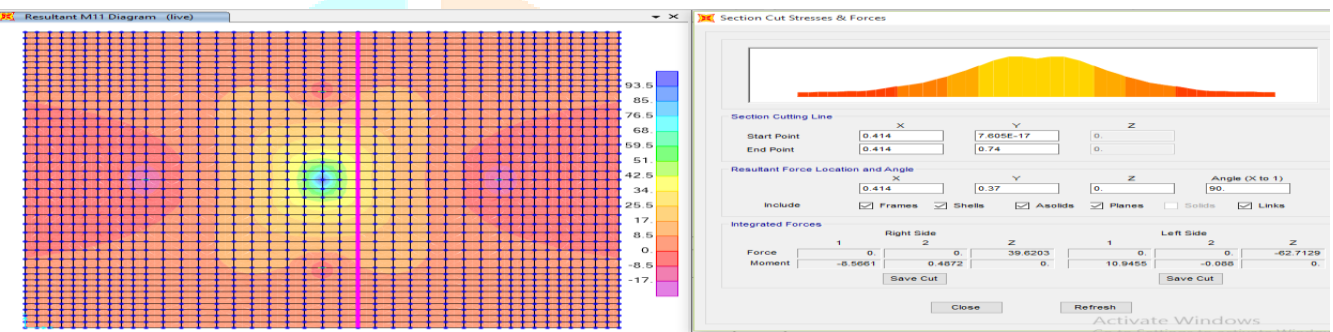 Resultant M11 Diagram (live)
93.5
85.
76.5
68.
59.5
51.
42.5
34.
25.5
17.
8.5
0.
-8.5
-17.
Section Cut Stresses & Forces
Section Cutting Line
X Y Z
Start Point 0.414 7.605E-17 0.
End Point 0.414 0.74 0.
Resultant Force Location and Angle
X Y Z Angle (X to 1)
0.414 0.37 0. 90.
Include Frames Shells Asolids Planes Solids Links
Integrated Forces
Right Side Left Side
1 2 Z 1 2 Z
Force 0. 0. 39.6203 0. 0. -62.7129
Moment -8.5661 0.4872 0. 10.9455 -0.088 0.
Save Cut Save Cut
Close Refresh
Activate Windows